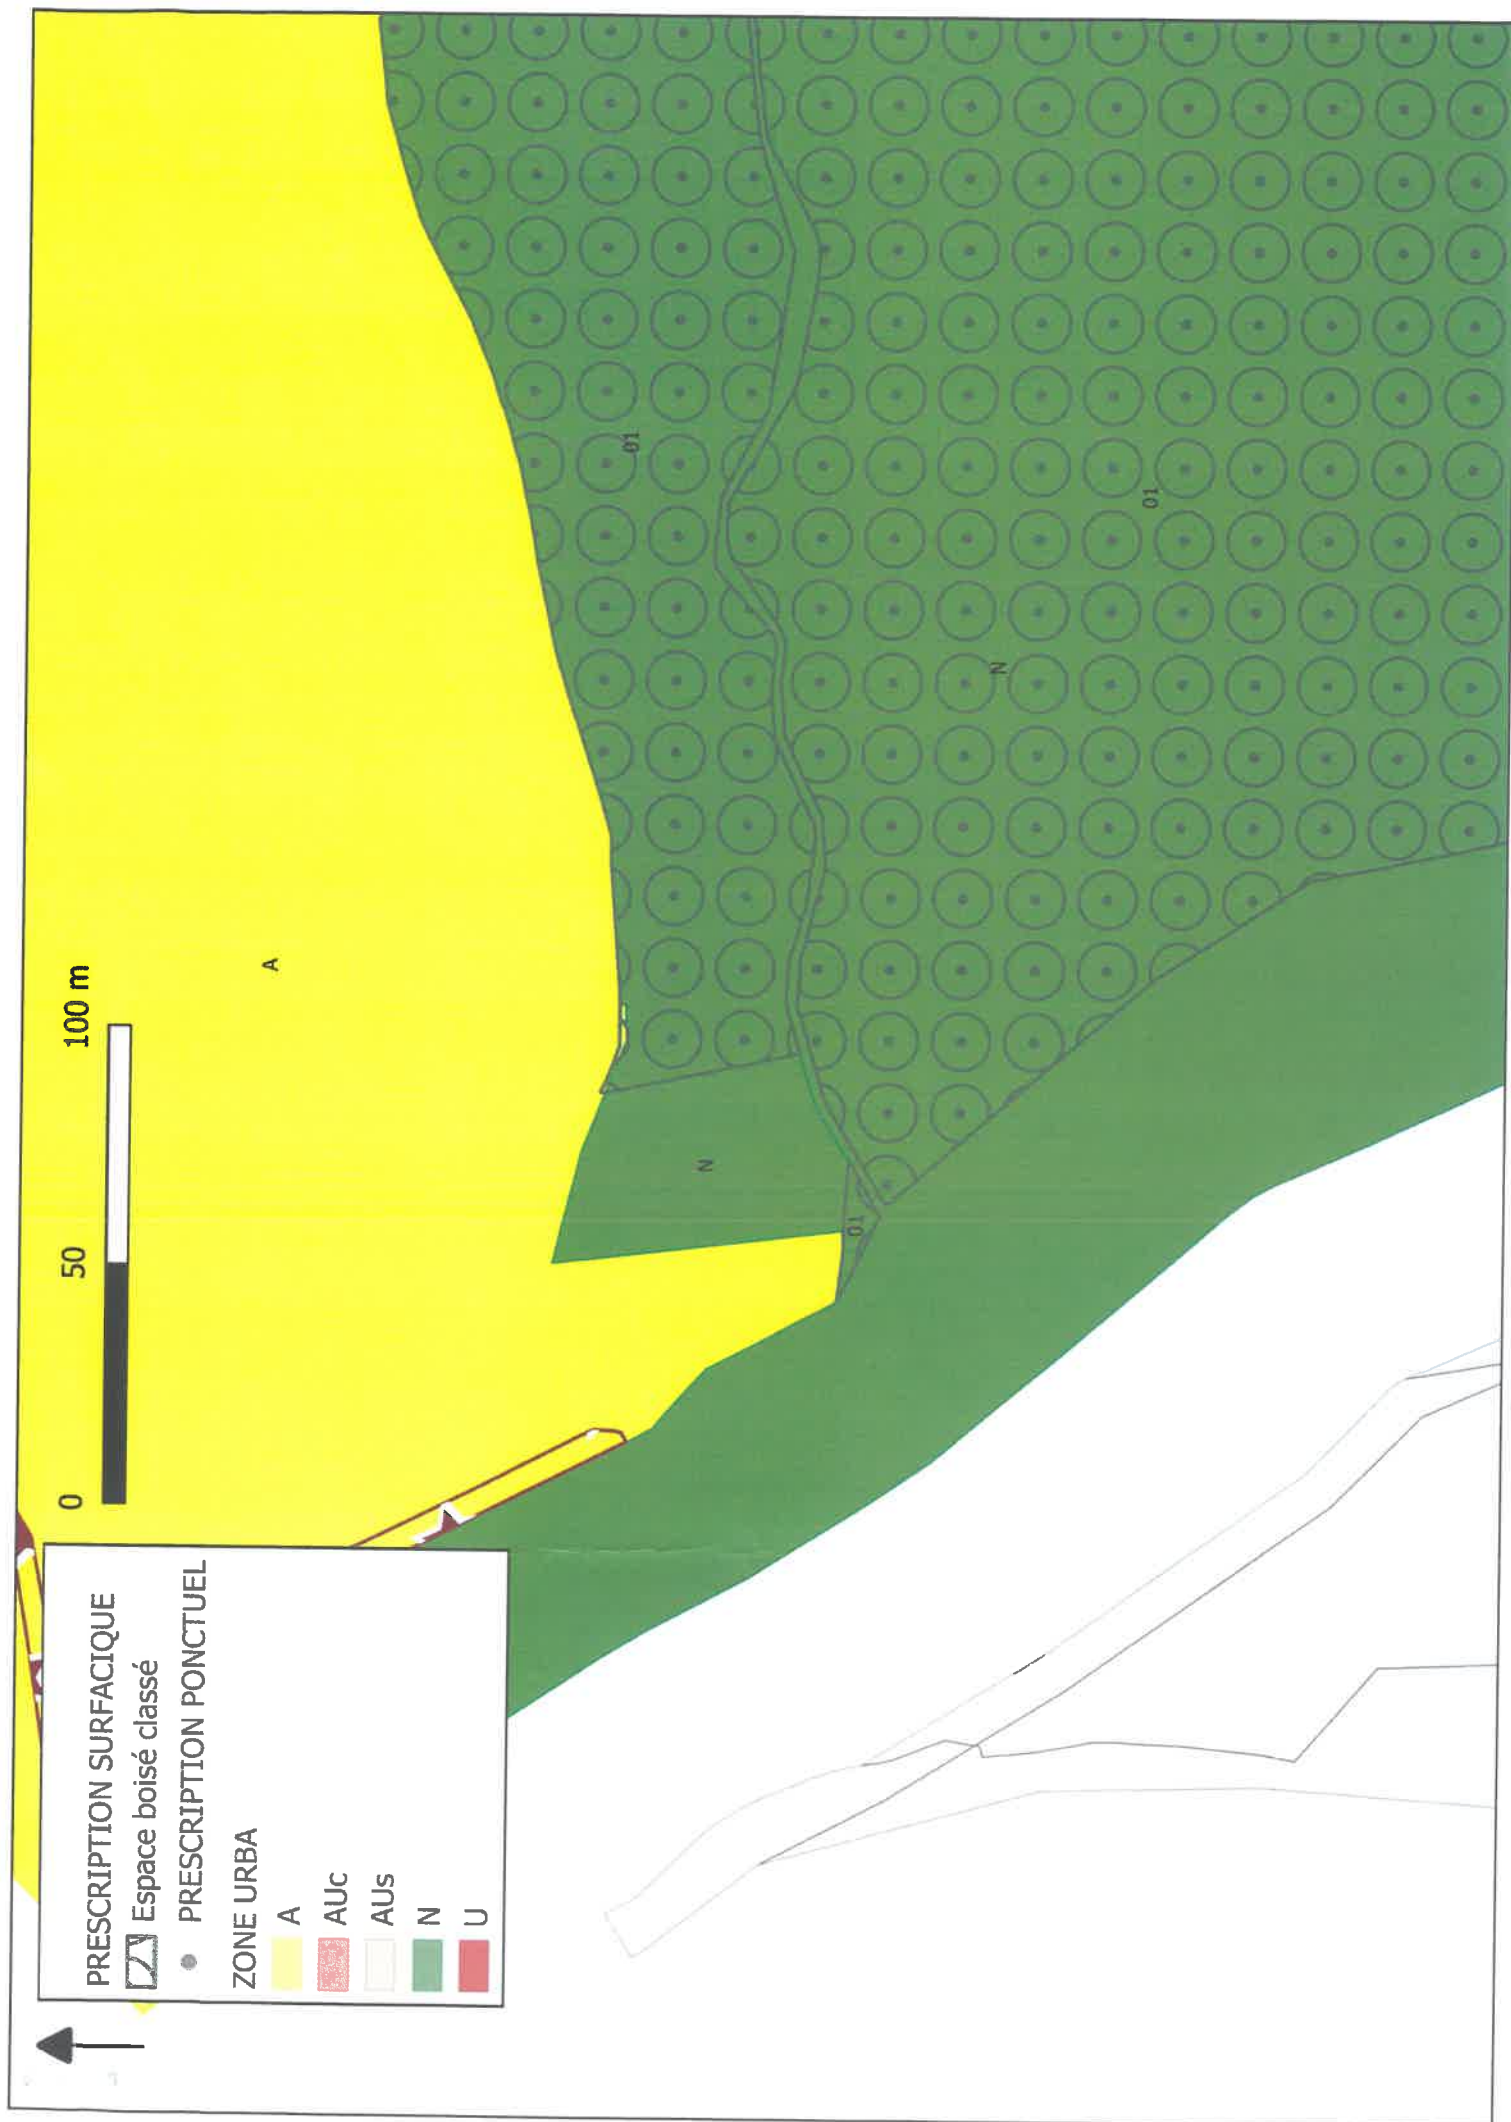 PRESCRIPTION SURFACIQUE
Espace boisé classé
PRESCRIPTION PONCTUEL
ZONE URBA
A
AUc
AUs
N
U
0 50 100 m
A
01
N
01
N
01